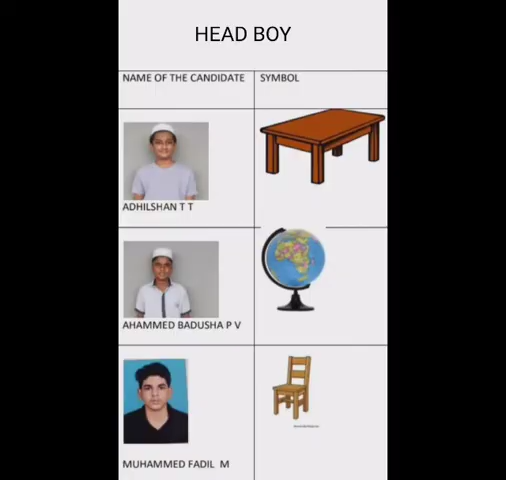 HEAD BOY
NAME OF THE CANDIDATE SYMBOL
ADHILSHAN T T
AHAMMED BADUSHA P V
MUHAMMED FADIL M